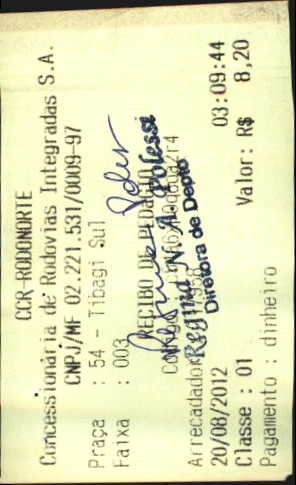 CCR-RODONORTE
Concessionária de Rodovias Integradas S.A.
CNPJ/MF 02.221.531/0009-97
Praça : 54 - Tibagi Sul
Faixa : 003
RECIBO DE PEDAGIO
Arrecadador
Regina N. A. Polesse
Diretora de Depto
20/08/2012 03:09:44
Classe : 01 Valor: R$ 8,20
Pagamento : dinheiro